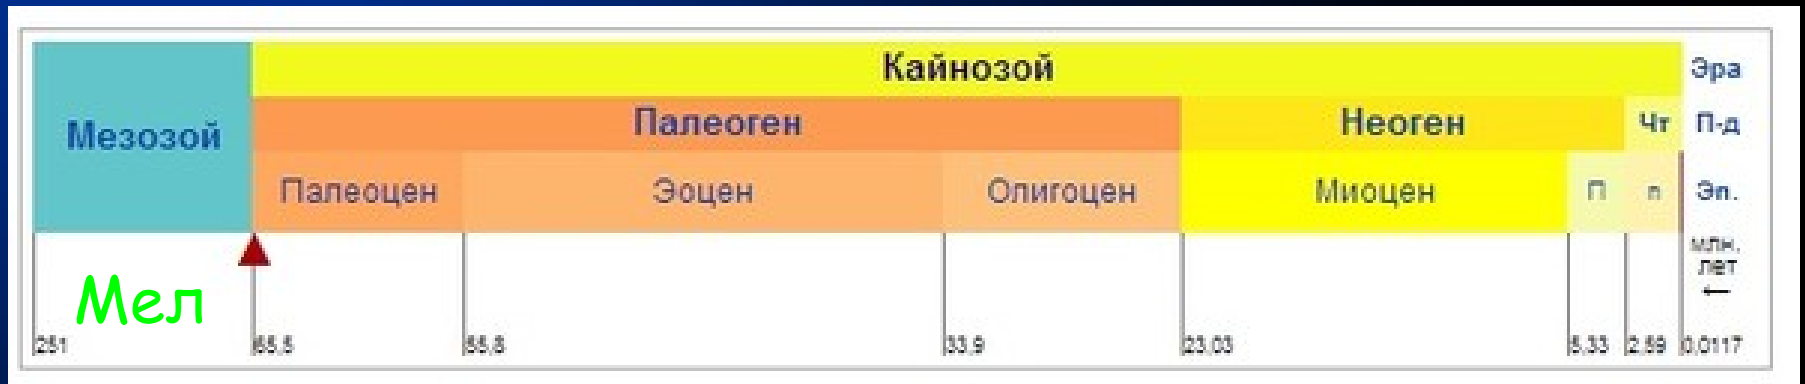 Кайнозой Эра
Мезозой Палеоген Неоген Чт П-д
Палеоцен Эоцен Олигоцен Миоцен П п Эп.
млн.
лет
←
Мел
251 65,5 55,8 33,9 23,03 5,33 2,59 0,0117